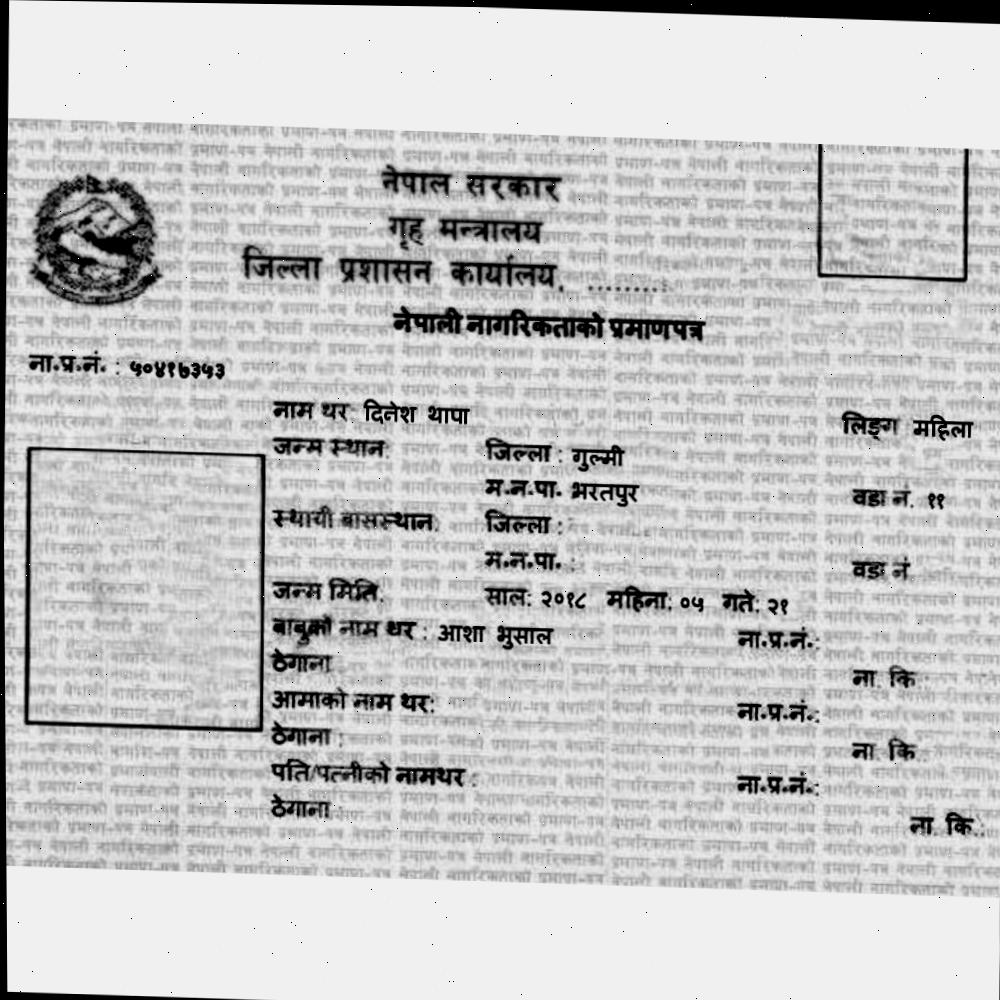 नेपाल सरकार
गृह मन्त्रालय
जिल्ला प्रशासन कार्यालय, .........
नेपाली नागरिकताको प्रमाणपत्र
ना.प्र.नं. : ५०४१७३५३
नाम थर: दिनेश थापा लिङ्ग महिला
जन्म स्थान: जिल्ला : गुल्मी
म.न.पा. भरतपुर वडा नं. ११
स्थायी बासस्थान: जिल्ला :
म.न.पा. : वडा नं
जन्म मिति: साल: २०१८ महिना: ०५ गते: २१
बाबुको नाम थर : आशा भुसाल ना.प्र.नं.:
ठेगाना ना. कि :
आमाको नाम थर: ना.प्र.नं.:
ठेगाना : ना. कि :
पति/पत्नीको नामथर : ना.प्र.नं.:
ठेगाना ना. कि.: